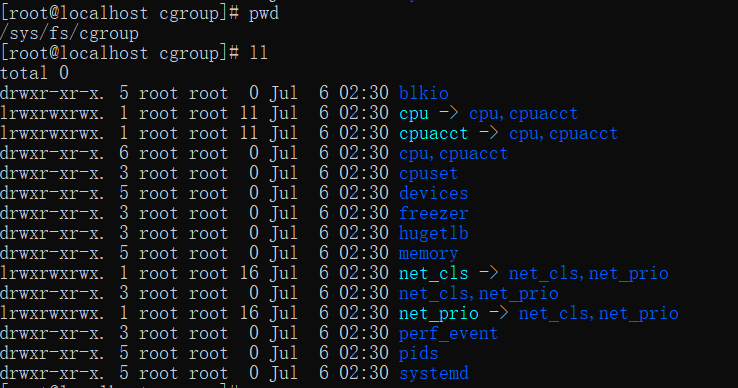 [root@localhost cgroup]# pwd
/sys/fs/cgroup
[root@localhost cgroup]# ll
total 0
drwxr-xr-x. 5 root root  0 Jul  6 02:30 blkio
lrwxrwxrwx. 1 root root 11 Jul  6 02:30 cpu -> cpu,cpuacct
lrwxrwxrwx. 1 root root 11 Jul  6 02:30 cpuacct -> cpu,cpuacct
drwxr-xr-x. 6 root root  0 Jul  6 02:30 cpu,cpuacct
drwxr-xr-x. 3 root root  0 Jul  6 02:30 cpuset
drwxr-xr-x. 5 root root  0 Jul  6 02:30 devices
drwxr-xr-x. 3 root root  0 Jul  6 02:30 freezer
drwxr-xr-x. 3 root root  0 Jul  6 02:30 hugetlb
drwxr-xr-x. 5 root root  0 Jul  6 02:30 memory
lrwxrwxrwx. 1 root root 16 Jul  6 02:30 net_cls -> net_cls,net_prio
drwxr-xr-x. 3 root root  0 Jul  6 02:30 net_cls,net_prio
lrwxrwxrwx. 1 root root 16 Jul  6 02:30 net_prio -> net_cls,net_prio
drwxr-xr-x. 3 root root  0 Jul  6 02:30 perf_event
drwxr-xr-x. 5 root root  0 Jul  6 02:30 pids
drwxr-xr-x. 5 root root  0 Jul  6 02:30 systemd